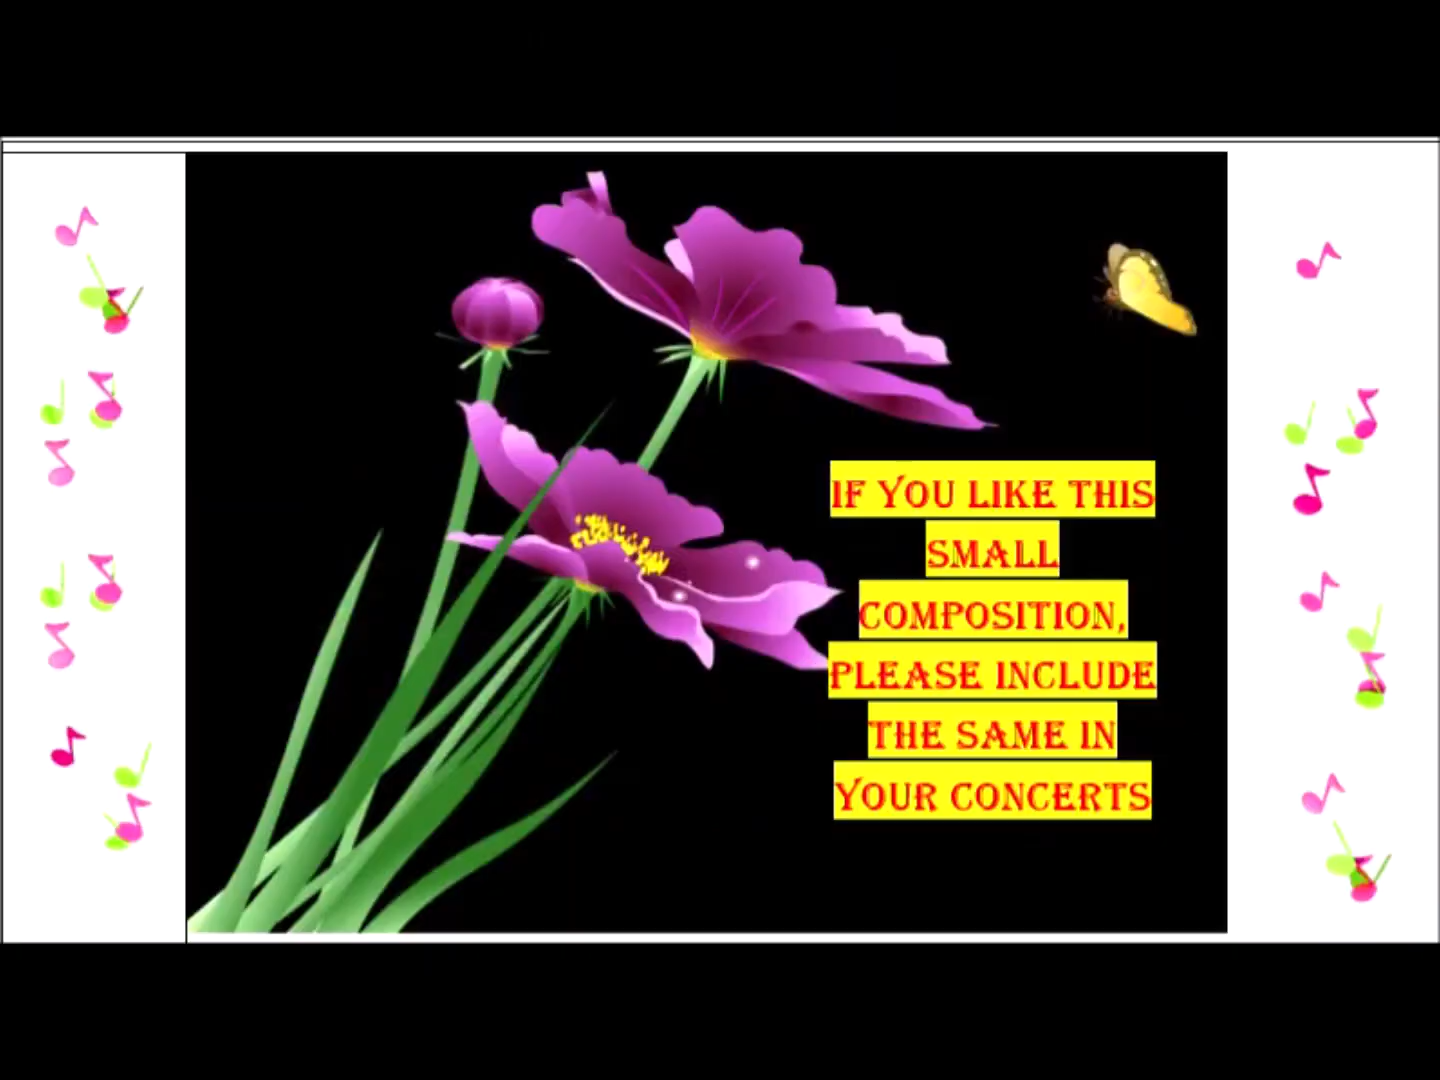 IF YOU LIKE THIS
SMALL
COMPOSITION,
PLEASE INCLUDE
THE SAME IN
YOUR CONCERTS